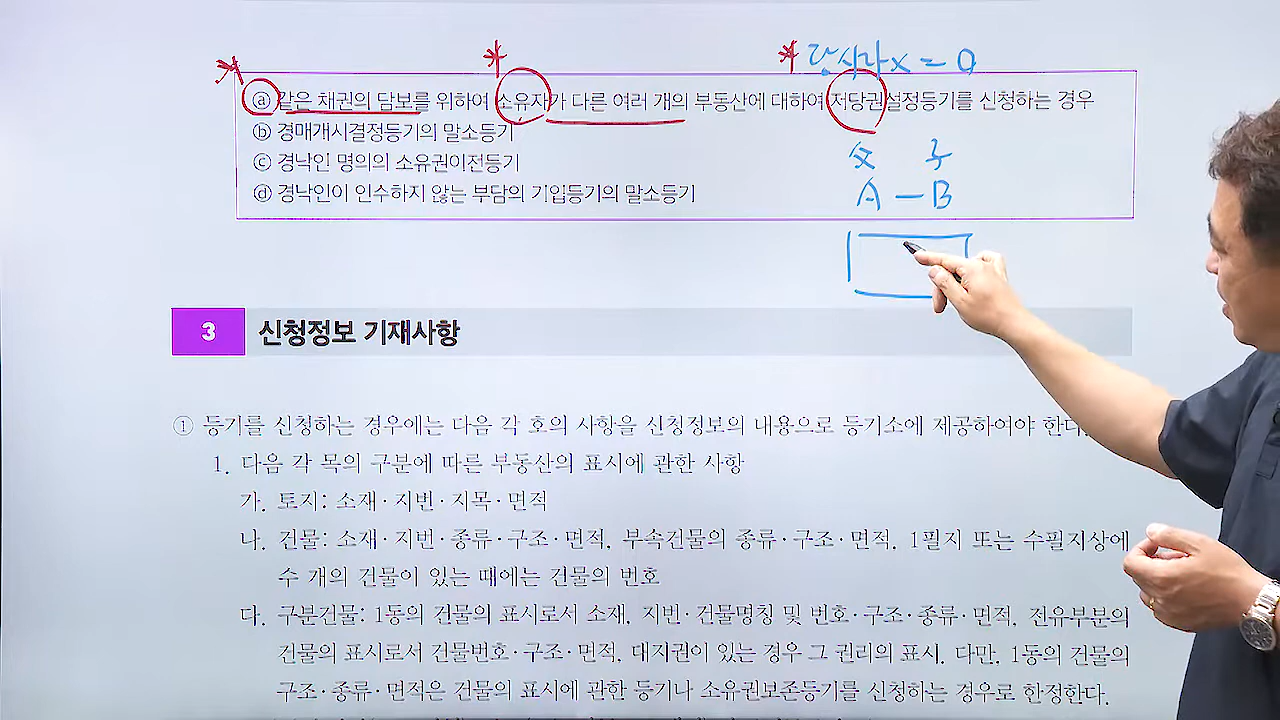 * * * 당사자x = 0
ⓐ 같은 채권의 담보를 위하여 소유자가 다른 여러 개의 부동산에 대하여 저당권설정등기를 신청하는 경우
ⓑ 경매개시결정등기의 말소등기
ⓒ 경낙인 명의의 소유권이전등기
父 子
ⓓ 경낙인이 인수하지 않는 부담의 기입등기의 말소등기
A - B
3 신청정보 기재사항
① 등기를 신청하는 경우에는 다음 각 호의 사항을 신청정보의 내용으로 등기소에 제공하여야 한다.
1. 다음 각 목의 구분에 따른 부동산의 표시에 관한 사항
가. 토지: 소재·지번·지목·면적
나. 건물: 소재·지번·종류·구조·면적. 부속건물의 종류·구조·면적. 1필지 또는 수필지상에
수 개의 건물이 있는 때에는 건물의 번호
다. 구분건물: 1동의 건물의 표시로서 소재. 지번·건물명칭 및 번호·구조·종류·면적. 전유부분의
건물의 표시로서 건물번호·구조·면적. 대지권이 있는 경우 그 권리의 표시. 다만. 1동의 건물의
구조·종류·면적은 건물의 표시에 관한 등기나 소유권보존등기를 신청하는 경우로 한정한다.